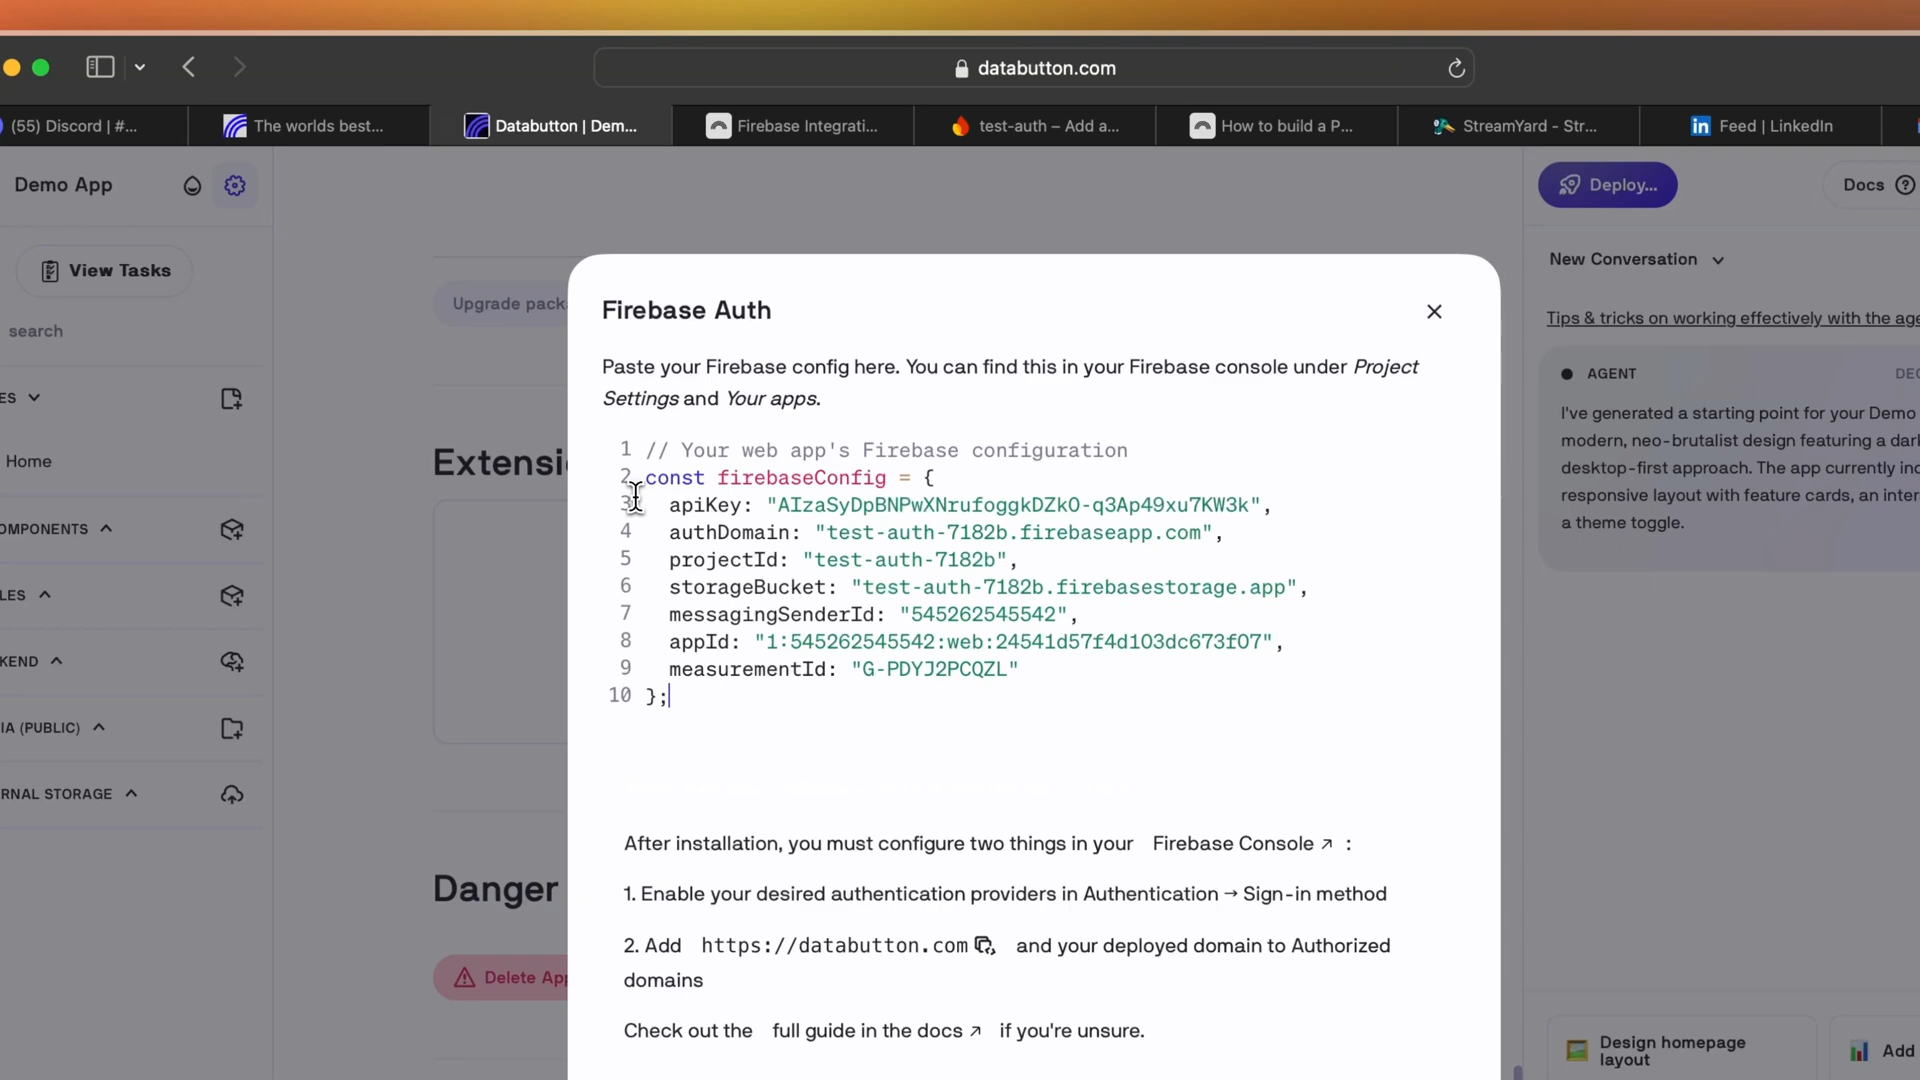 databutton.com
(55) Discord | #...
The worlds best...
Databutton | Dem...
Firebase Integrati...
test-auth – Add a...
How to build a P...
StreamYard - Str...
Feed | LinkedIn
Demo App
Deploy...
Docs
View Tasks
New Conversation
Upgrade pack
search
Firebase Auth
Tips & tricks on working effectively with the age
Paste your Firebase config here. You can find this in your Firebase console under Project
Settings and Your apps.
AGENT
DEC
I've generated a starting point for your Demo
modern, neo-brutalist design featuring a dark
desktop-first approach. The app currently inc
responsive layout with feature cards, an inter
a theme toggle.
ES
Home
Extensi
OMPONENTS
LES
KEND
IA (PUBLIC)
RNAL STORAGE
1 // Your web app's Firebase configuration
2 const firebaseConfig = {
3 apiKey: "AIzaSyDpBNPwXNrufoggkDZkO-q3Ap49xu7KW3k",
4 authDomain: "test-auth-7182b.firebaseapp.com",
5 projectId: "test-auth-7182b",
6 storageBucket: "test-auth-7182b.firebasestorage.app",
7 messagingSenderId: "545262545542",
8 appId: "1:545262545542:web:24541d57f4d103dc673f07",
9 measurementId: "G-PDYJ2PCQZL"
10 };
After installation, you must configure two things in your Firebase Console ↗ :
1. Enable your desired authentication providers in Authentication → Sign-in method
2. Add https://databutton.com and your deployed domain to Authorized
domains
Check out the full guide in the docs ↗ if you're unsure.
Danger
Delete App
Design homepage
layout
Add